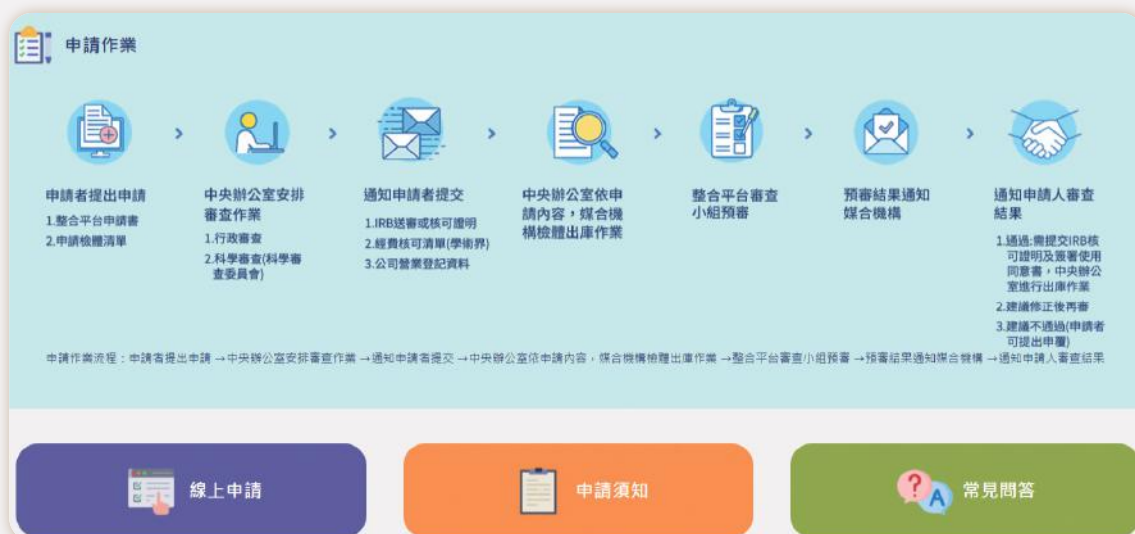 申請作業
申請者提出申請
1.整合平台申請書
2.申請檢體清單
中央辦公室安排
審查作業
1.行政審查
2.科學審查(科學審
查委員會)
通知申請者提交
1.IRB送審或核可證明
2.經費核可清單(學術界)
3.公司營業登記資料
中央辦公室依申
請內容，媒合機
構檢體出庫作業
整合平台審查
小組預審
預審結果通知
媒合機構
通知申請人審查
結果
1.通過:需提交IRB核
可證明及簽署使用
同意書，中央辦公
室進行出庫作業
2.建議修正後再審
3.建議不通過(申請者
可提出申覆)
申請作業流程：申請者提出申請 →中央辦公室安排審查作業 →通知申請者提交 →中央辦公室依申請內容，媒合機構檢體出庫作業 →整合平台審查小組預審 →預審結果通知媒合機構 →通知申請人審查結果
線上申請
申請須知
? A 常見問答